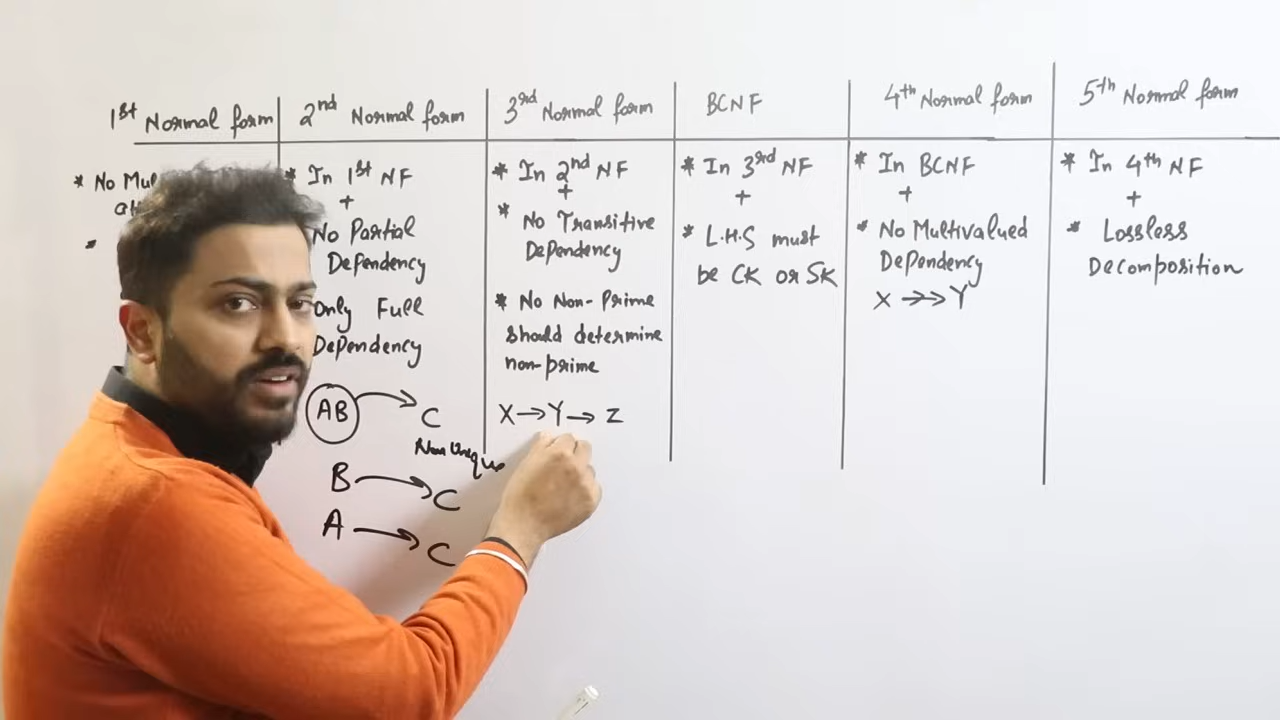 1st Normal form
* No
*
2nd Normal form
* In 1st NF
+
No Partial
Dependency
Only Full
Dependency
AB → C
Non Unique
B → C
A → C
3rd Normal form
* In 2nd NF
+
* No Transitive
Dependency
* No Non-Prime
should determine
non-prime
X → Y → Z
BCNF
* In 3rd NF
+
* L.H.S must
be CK or SK
4th Normal form
* In BCNF
+
* No Multivalued
Dependency
X →→ Y
5th Normal form
* In 4th NF
+
* Lossless
Decomposition